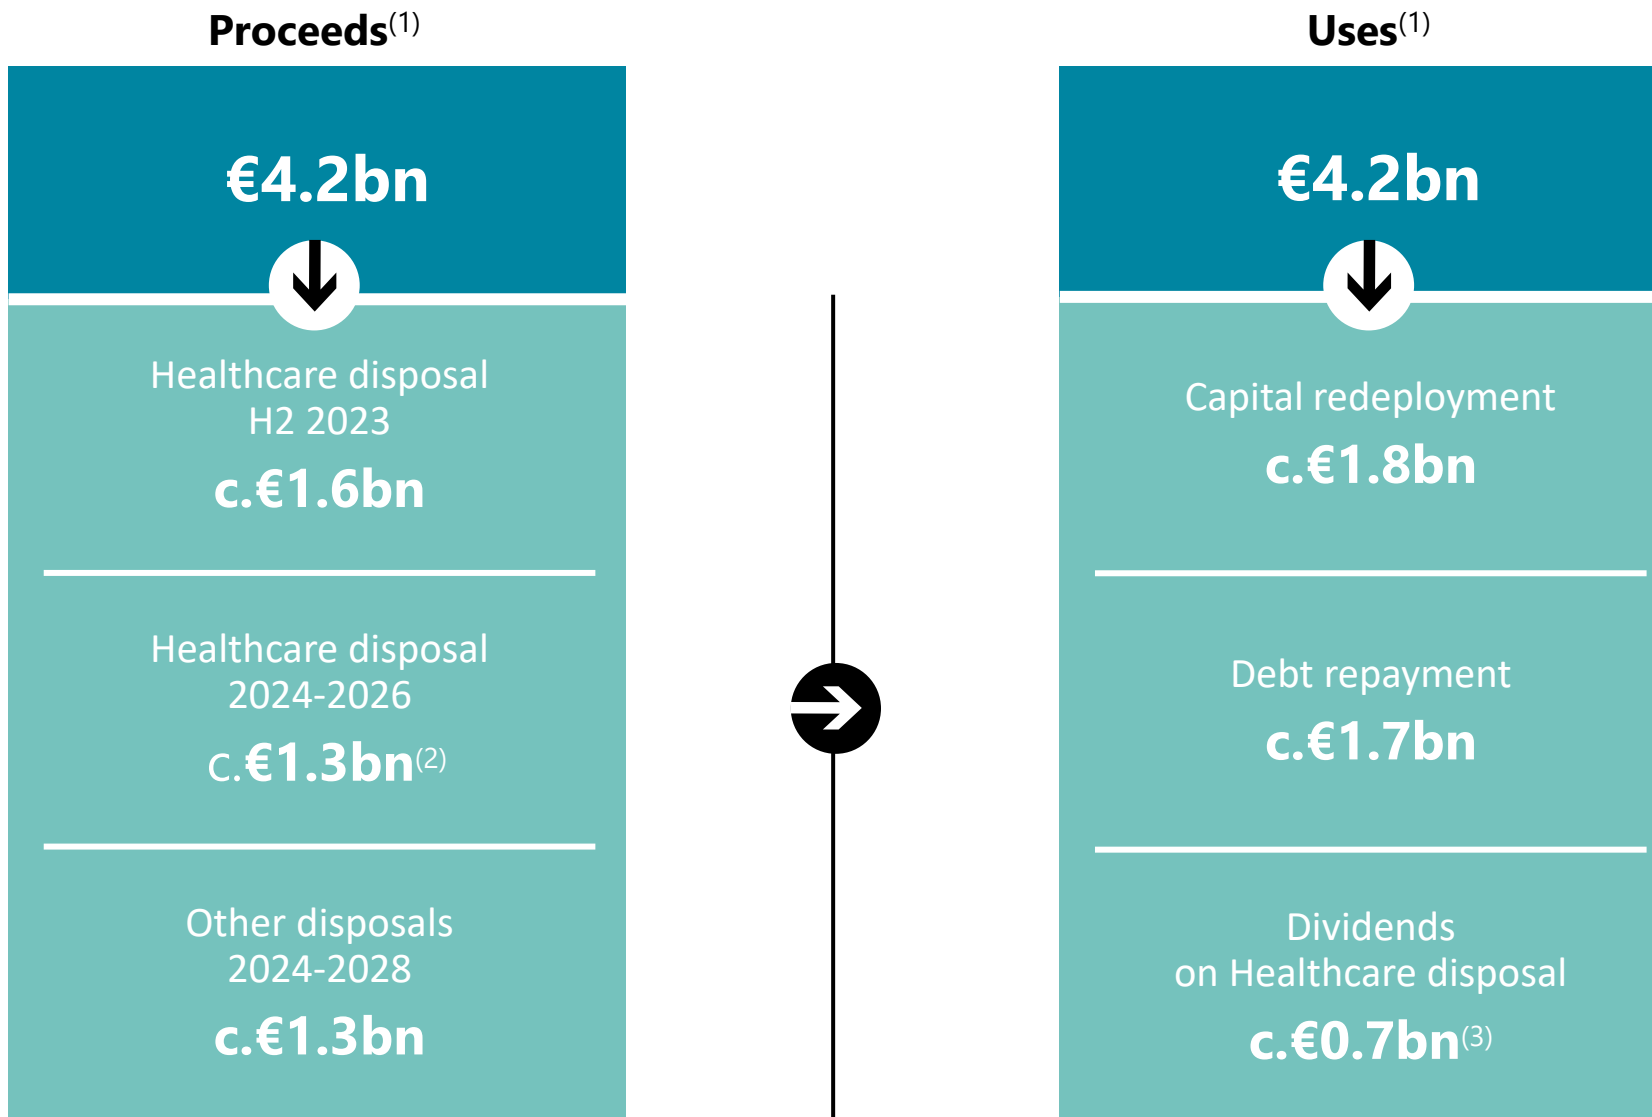 Proceeds(1)
€4.2bn
Healthcare disposal
H2 2023
c.€1.6bn
Healthcare disposal
2024-2026
c.€1.3bn(2)
Other disposals
2024-2028
c.€1.3bn
Uses(1)
€4.2bn
Capital redeployment
c.€1.8bn
Debt repayment
c.€1.7bn
Dividends
on Healthcare disposal
c.€0.7bn(3)